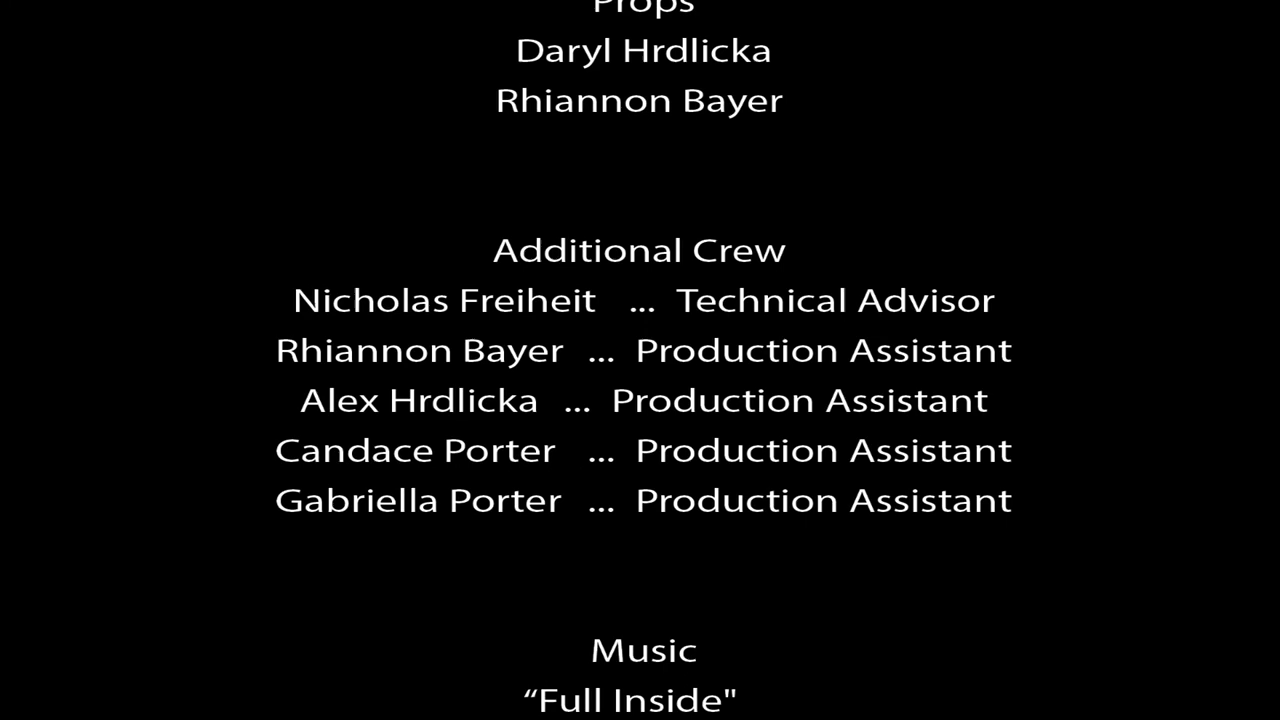 Props
Daryl Hrdlicka
Rhiannon Bayer
Additional Crew
Nicholas Freiheit ... Technical Advisor
Rhiannon Bayer ... Production Assistant
Alex Hrdlicka ... Production Assistant
Candace Porter ... Production Assistant
Gabriella Porter ... Production Assistant
Music
“Full Inside"